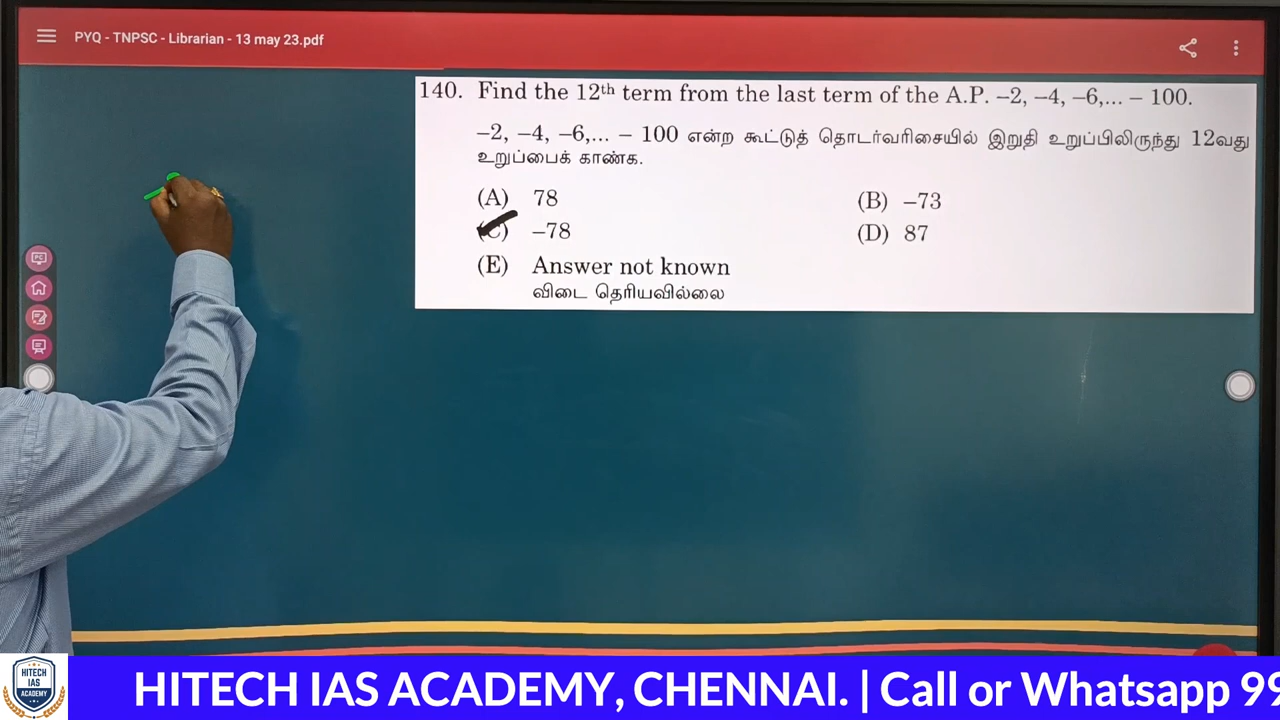 PYQ - TNPSC - Librarian - 13 may 23.pdf
140. Find the 12th term from the last term of the A.P. –2, –4, –6,... – 100.
–2, –4, –6,... – 100 என்ற கூட்டுத் தொடர்வரிசையில் இறுதி உறுப்பிலிருந்து 12வது
உறுப்பைக் காண்க.
(A) 78
(B) –73
(C) –78
(D) 87
(E) Answer not known
விடை தெரியவில்லை
HITECH IAS ACADEMY
HITECH IAS ACADEMY, CHENNAI. | Call or Whatsapp 99